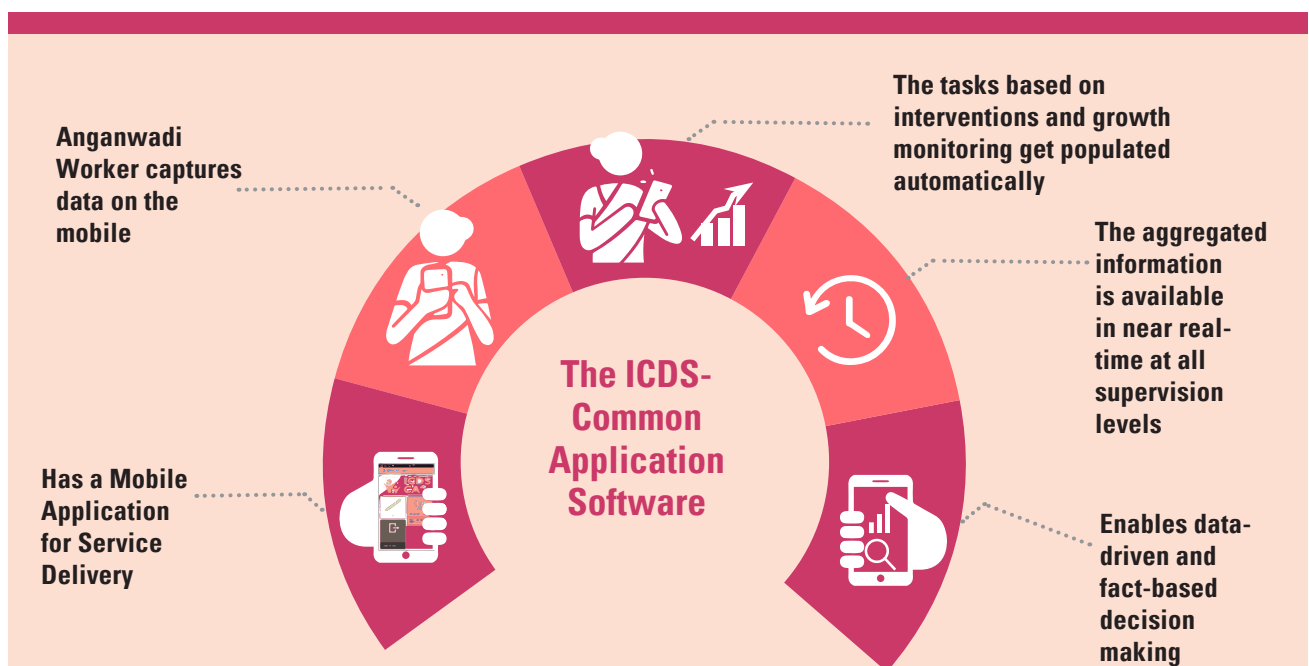 The ICDS-
Common
Application
Software
Has a Mobile
Application
for Service
Delivery
Anganwadi
Worker captures
data on the
mobile
The tasks based on
interventions and growth
monitoring get populated
automatically
The aggregated
information
is available
in near real-
time at all
supervision
levels
Enables data-
driven and
fact-based
decision
making